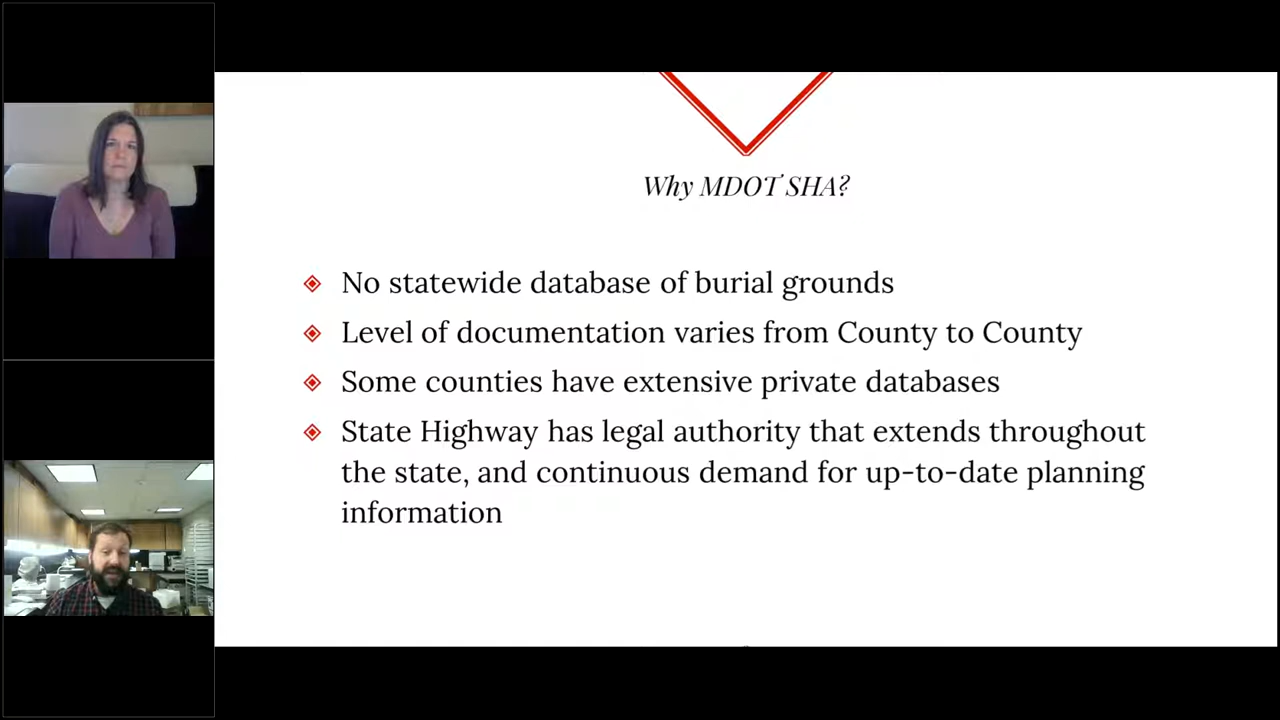 Why MDOT SHA?
No statewide database of burial grounds
Level of documentation varies from County to County
Some counties have extensive private databases
State Highway has legal authority that extends throughout
the state, and continuous demand for up-to-date planning
information